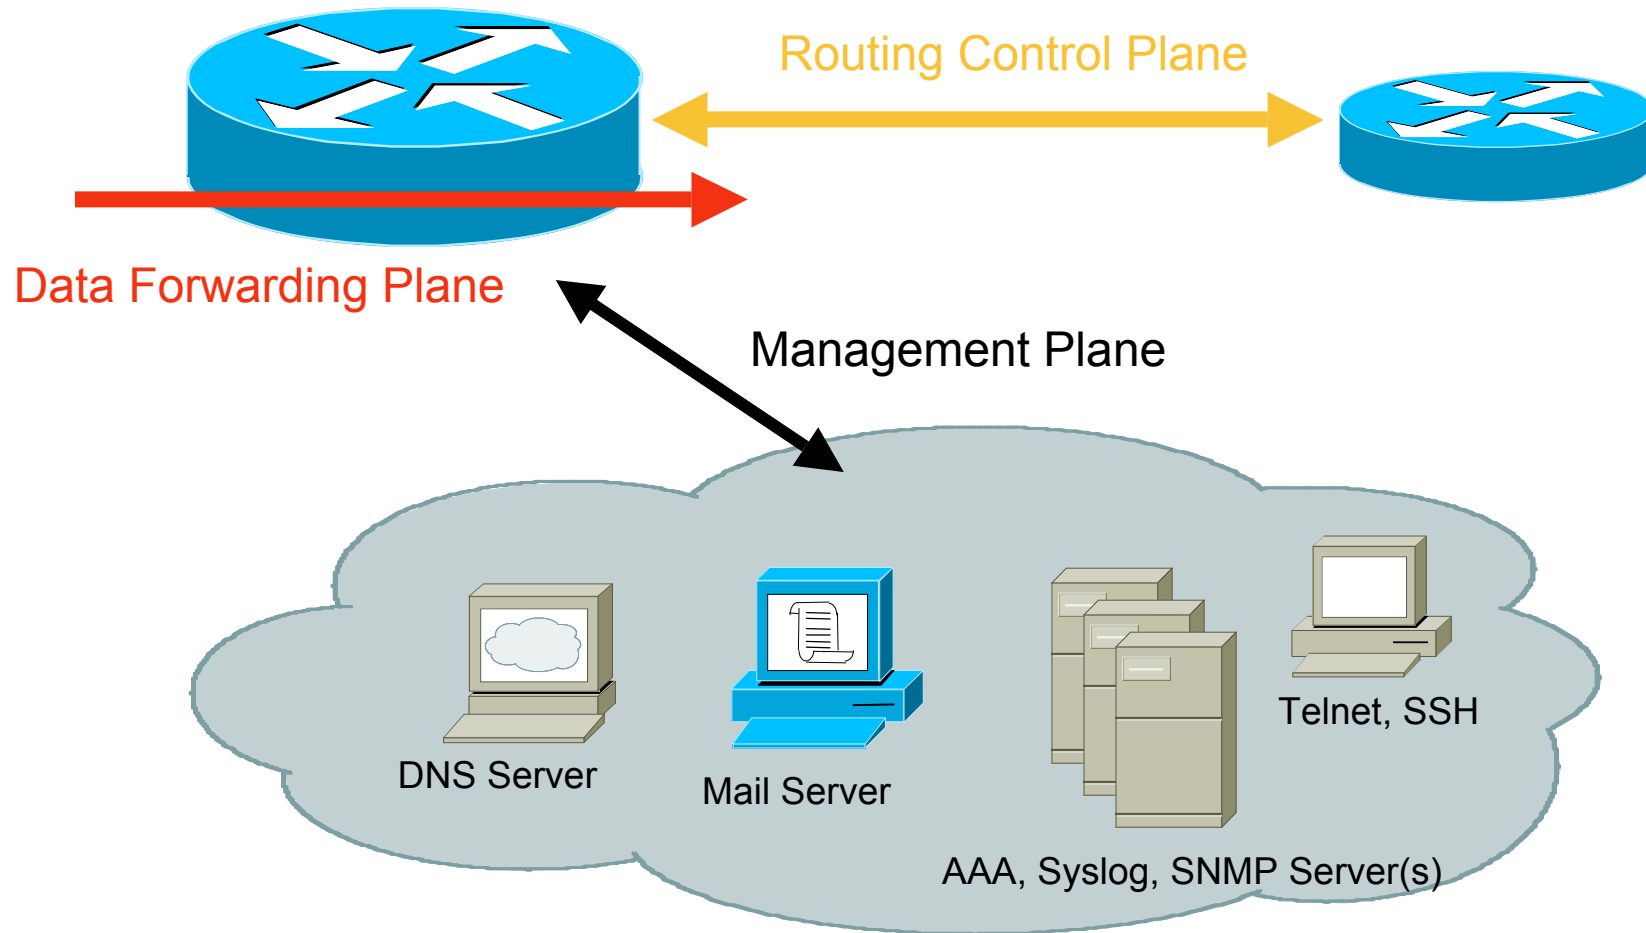 Routing Control Plane
Data Forwarding Plane
Management Plane
Telnet, SSH
DNS Server
Mail Server
AAA, Syslog, SNMP Server(s)